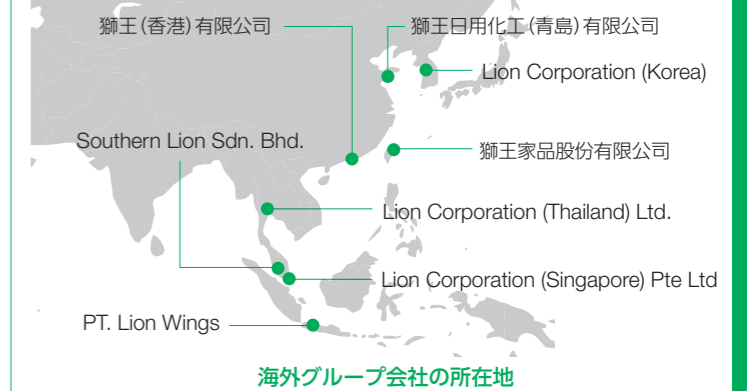 獅王(香港)有限公司
獅王日用化工(青島)有限公司
Lion Corporation (Korea)
Southern Lion Sdn. Bhd.
獅王家品股份有限公司
Lion Corporation (Thailand) Ltd.
Lion Corporation (Singapore) Pte Ltd
PT. Lion Wings
海外グループ会社の所在地